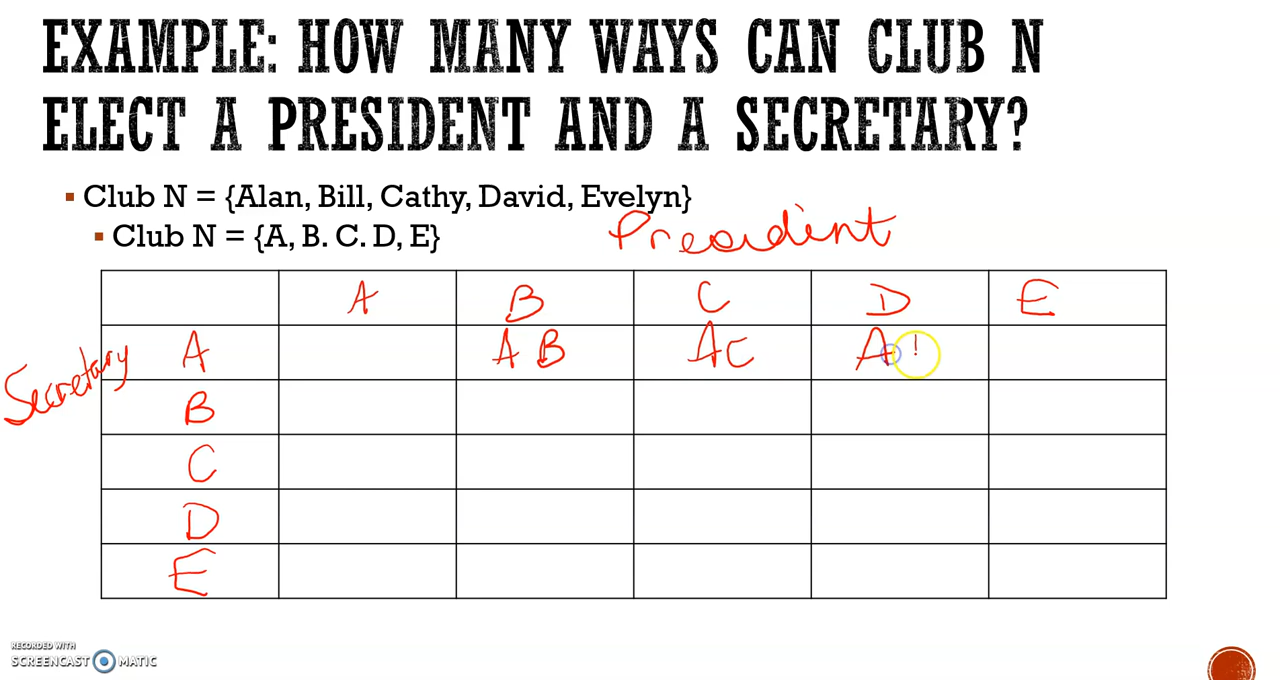 EXAMPLE: HOW MANY WAYS CAN CLUB N
ELECT A PRESIDENT AND A SECRETARY?
▪ Club N = {Alan, Bill, Cathy, David, Evelyn}
▪ Club N = {A, B. C. D, E}
President
A B C D E
Secretary A AB AC A
B
C
D
E
RECORDED WITH
SCREENCAST MATIC